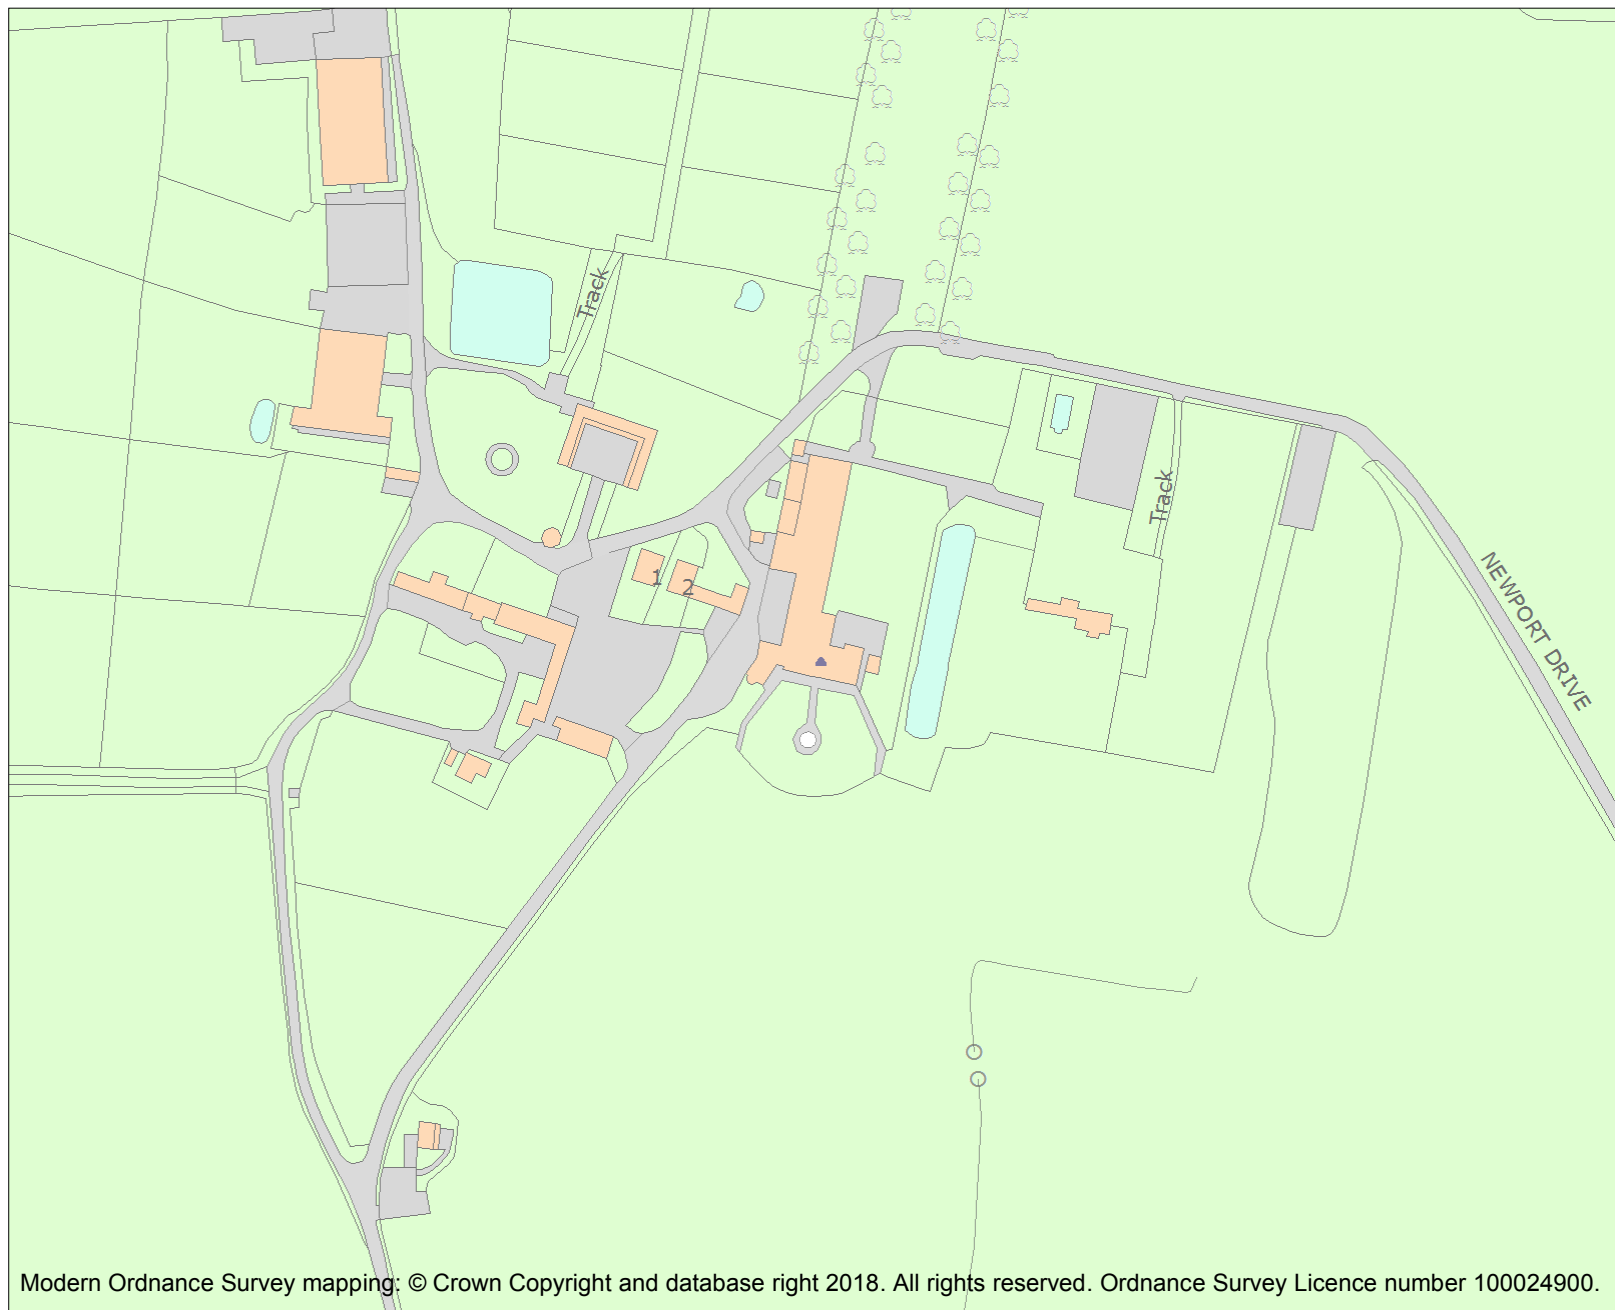 Track
Track
1
2
NEWPORT DRIVE
Modern Ordnance Survey mapping: © Crown Copyright and database right 2018. All rights reserved. Ordnance Survey Licence number 100024900.